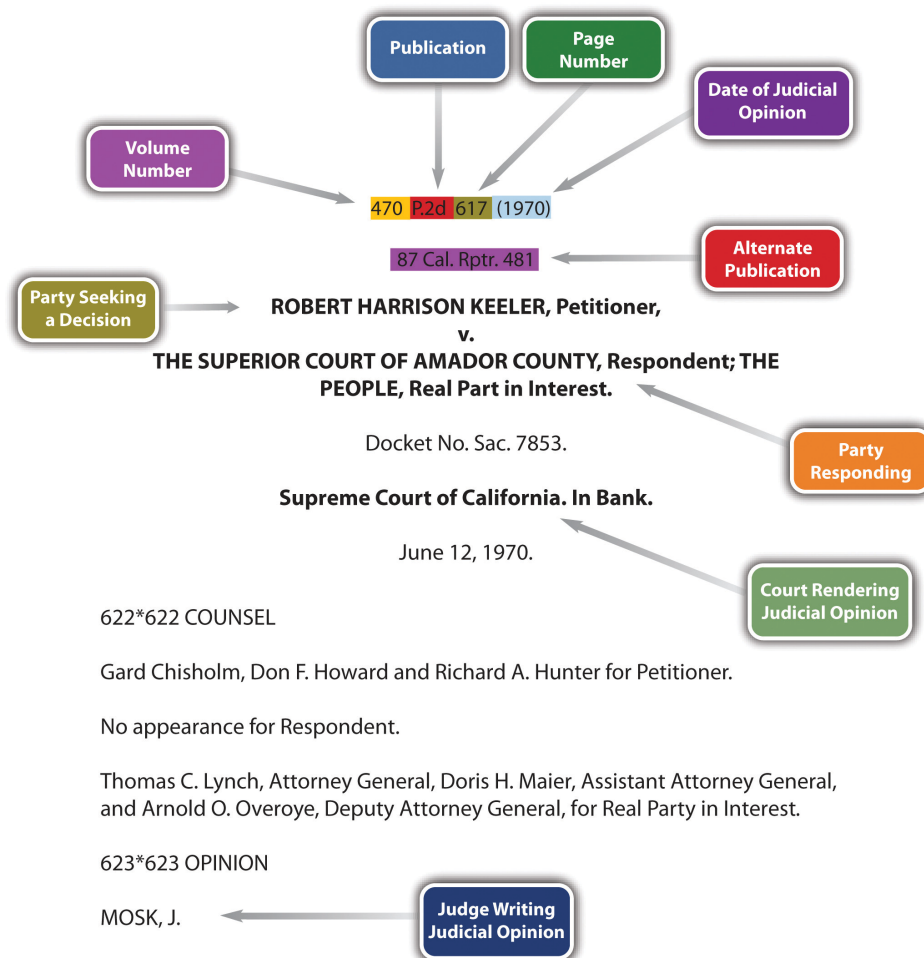 Publication
Page
Number
Date of Judicial
Opinion
Volume
Number
470 P.2d 617 (1970)
87 Cal. Rptr. 481
Alternate
Publication
Party Seeking
a Decision
ROBERT HARRISON KEELER, Petitioner,
v.
THE SUPERIOR COURT OF AMADOR COUNTY, Respondent; THE
PEOPLE, Real Part in Interest.
Docket No. Sac. 7853.
Party
Responding
Supreme Court of California. In Bank.
June 12, 1970.
Court Rendering
Judicial Opinion
622*622 COUNSEL
Gard Chisholm, Don F. Howard and Richard A. Hunter for Petitioner.
No appearance for Respondent.
Thomas C. Lynch, Attorney General, Doris H. Maier, Assistant Attorney General,
and Arnold O. Overoye, Deputy Attorney General, for Real Party in Interest.
623*623 OPINION
MOSK, J.
Judge Writing
Judicial Opinion